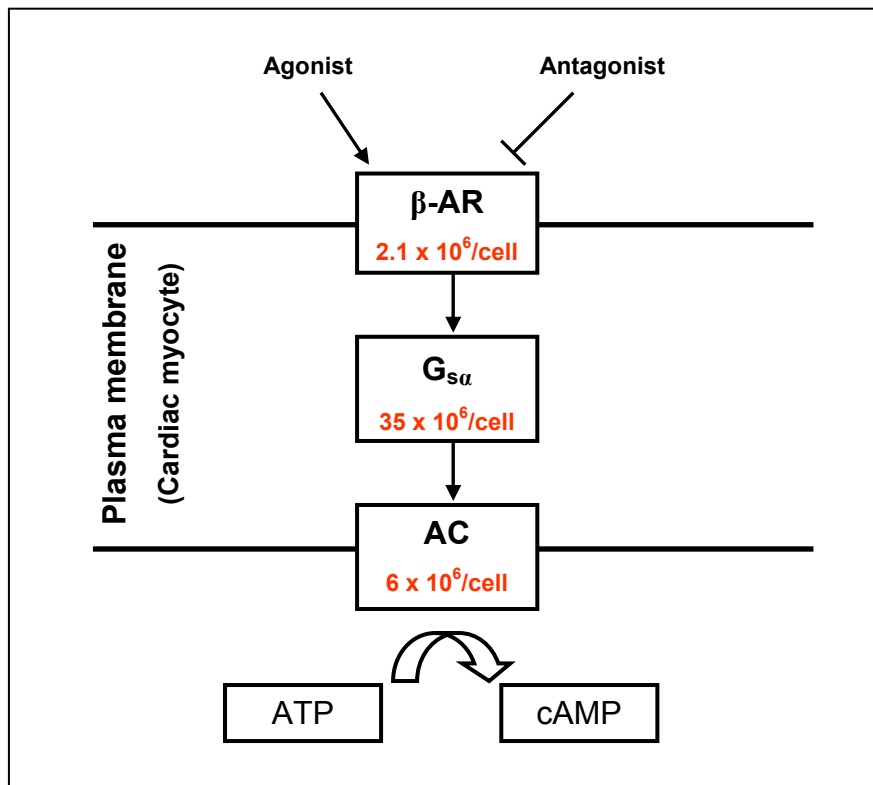 Agonist
Antagonist
β-AR
2.1 x 10⁶/cell
Plasma membrane
(Cardiac myocyte)
Gₛα
35 x 10⁶/cell
AC
6 x 10⁶/cell
ATP
cAMP